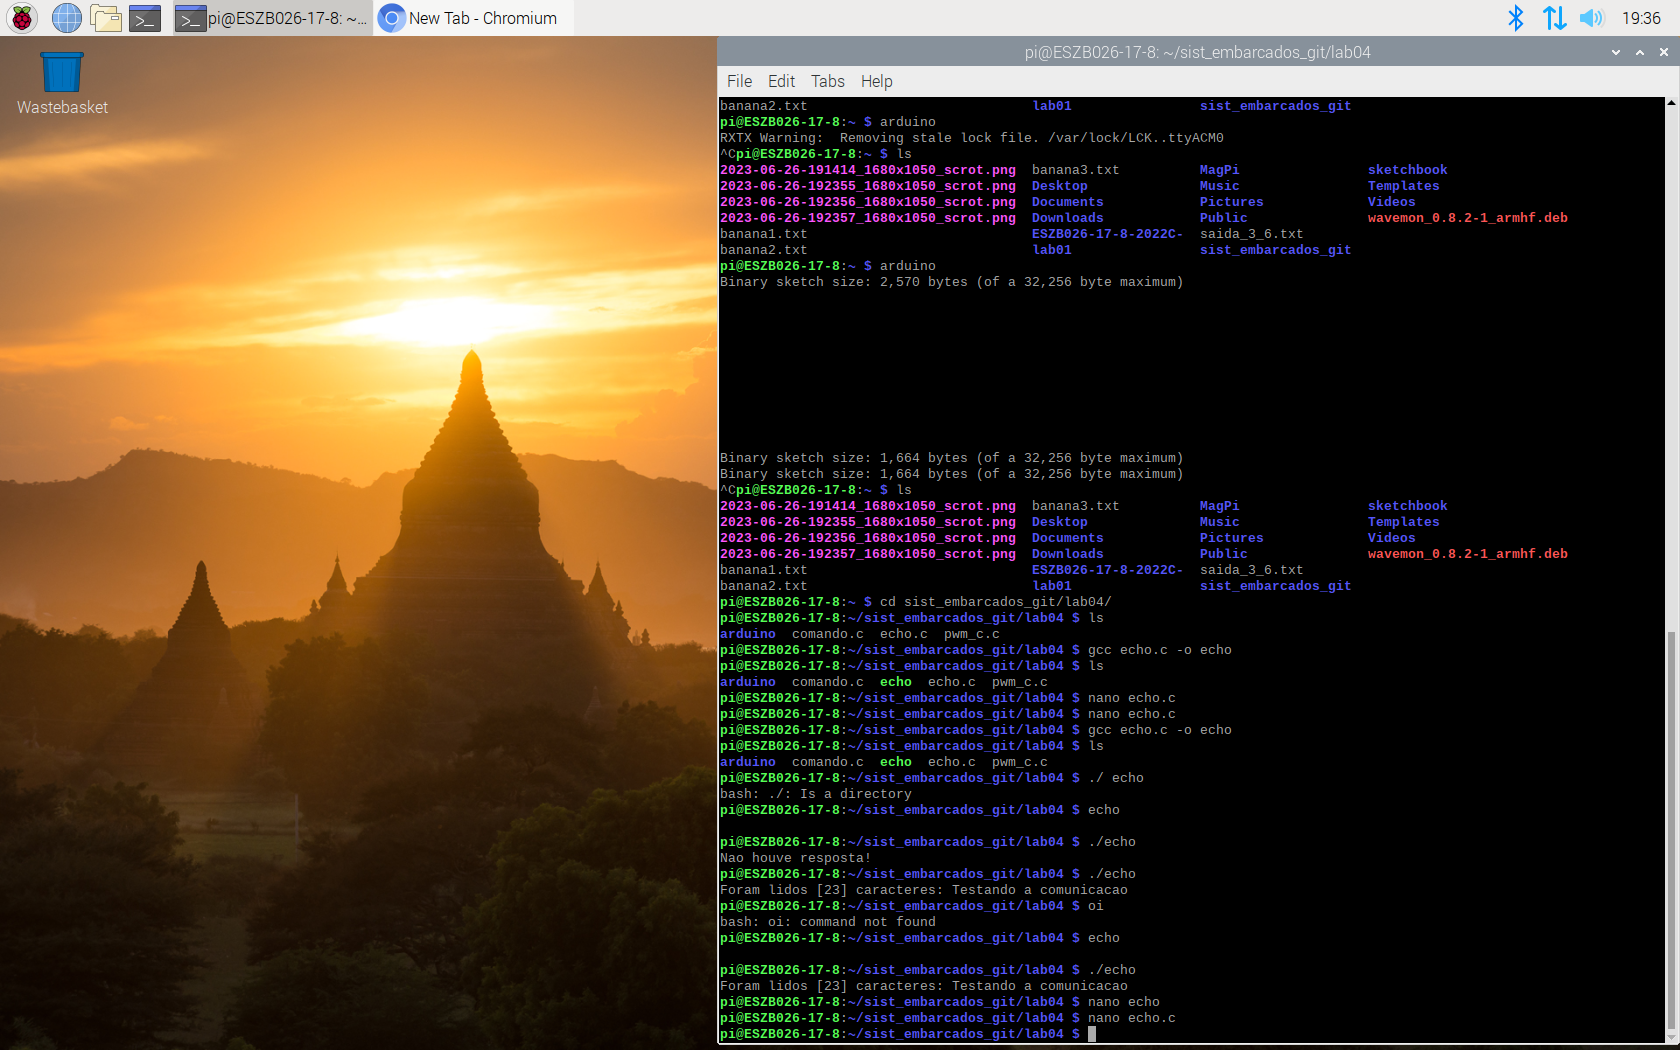 pi@ESZB026-17-8: ~...
New Tab - Chromium
19:36
Wastebasket
pi@ESZB026-17-8: ~/sist_embarcados_git/lab04
File Edit Tabs Help
banana2.txt lab01 sist_embarcados_git
pi@ESZB026-17-8:~ $ arduino
RXTX Warning:  Removing stale lock file. /var/lock/LCK..ttyACM0
^Cpi@ESZB026-17-8:~ $ ls
2023-06-26-191414_1680x1050_scrot.png banana3.txt MagPi sketchbook
2023-06-26-192355_1680x1050_scrot.png Desktop Music Templates
2023-06-26-192356_1680x1050_scrot.png Documents Pictures Videos
2023-06-26-192357_1680x1050_scrot.png Downloads Public wavemon_0.8.2-1_armhf.deb
banana1.txt ESZB026-17-8-2022C- saida_3_6.txt
banana2.txt lab01 sist_embarcados_git
pi@ESZB026-17-8:~ $ arduino
Binary sketch size: 2,570 bytes (of a 32,256 byte maximum)
Binary sketch size: 1,664 bytes (of a 32,256 byte maximum)
Binary sketch size: 1,664 bytes (of a 32,256 byte maximum)
^Cpi@ESZB026-17-8:~ $ ls
2023-06-26-191414_1680x1050_scrot.png banana3.txt MagPi sketchbook
2023-06-26-192355_1680x1050_scrot.png Desktop Music Templates
2023-06-26-192356_1680x1050_scrot.png Documents Pictures Videos
2023-06-26-192357_1680x1050_scrot.png Downloads Public wavemon_0.8.2-1_armhf.deb
banana1.txt ESZB026-17-8-2022C- saida_3_6.txt
banana2.txt lab01 sist_embarcados_git
pi@ESZB026-17-8:~ $ cd sist_embarcados_git/lab04/
pi@ESZB026-17-8:~/sist_embarcados_git/lab04 $ ls
arduino  comando.c  echo.c  pwm_c.c
pi@ESZB026-17-8:~/sist_embarcados_git/lab04 $ gcc echo.c -o echo
pi@ESZB026-17-8:~/sist_embarcados_git/lab04 $ ls
arduino  comando.c  echo  echo.c  pwm_c.c
pi@ESZB026-17-8:~/sist_embarcados_git/lab04 $ nano echo.c
pi@ESZB026-17-8:~/sist_embarcados_git/lab04 $ nano echo.c
pi@ESZB026-17-8:~/sist_embarcados_git/lab04 $ gcc echo.c -o echo
pi@ESZB026-17-8:~/sist_embarcados_git/lab04 $ ls
arduino  comando.c  echo  echo.c  pwm_c.c
pi@ESZB026-17-8:~/sist_embarcados_git/lab04 $ ./ echo
bash: ./: Is a directory
pi@ESZB026-17-8:~/sist_embarcados_git/lab04 $ echo
pi@ESZB026-17-8:~/sist_embarcados_git/lab04 $ ./echo
Nao houve resposta!
pi@ESZB026-17-8:~/sist_embarcados_git/lab04 $ ./echo
Foram lidos [23] caracteres: Testando a comunicacao
pi@ESZB026-17-8:~/sist_embarcados_git/lab04 $ oi
bash: oi: command not found
pi@ESZB026-17-8:~/sist_embarcados_git/lab04 $ echo
pi@ESZB026-17-8:~/sist_embarcados_git/lab04 $ ./echo
Foram lidos [23] caracteres: Testando a comunicacao
pi@ESZB026-17-8:~/sist_embarcados_git/lab04 $ nano echo
pi@ESZB026-17-8:~/sist_embarcados_git/lab04 $ nano echo.c
pi@ESZB026-17-8:~/sist_embarcados_git/lab04 $